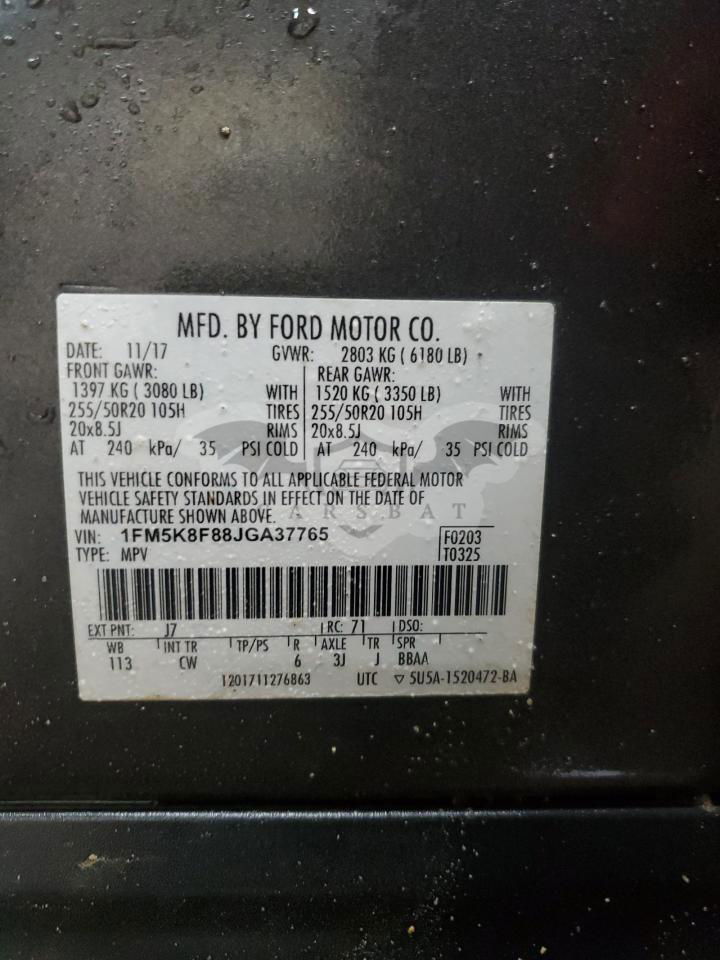 MFD. BY FORD MOTOR CO.
DATE: 11/17 GVWR: 2803 KG ( 6180 LB)
FRONT GAWR: REAR GAWR:
1397 KG ( 3080 LB) WITH 1520 KG ( 3350 LB) WITH
255/50R20 105H TIRES 255/50R20 105H TIRES
20x8.5J RIMS 20x8.5J RIMS
AT 240 kPa/ 35 PSI COLD AT 240 kPa/ 35 PSI COLD
THIS VEHICLE CONFORMS TO ALL APPLICABLE FEDERAL MOTOR
VEHICLE SAFETY STANDARDS IN EFFECT ON THE DATE OF
MANUFACTURE SHOWN ABOVE.
ARSBAT
VIN: 1FM5K8F88JGA37765 F0203
TYPE: MPV T0325
EXT PNT: J7 RC: 71 DSO:
WB INT TR TP/PS R AXLE TR SPR
113 CW 6 3J J BBAA
1201711276863 UTC ▽ 5U5A-1520472-BA